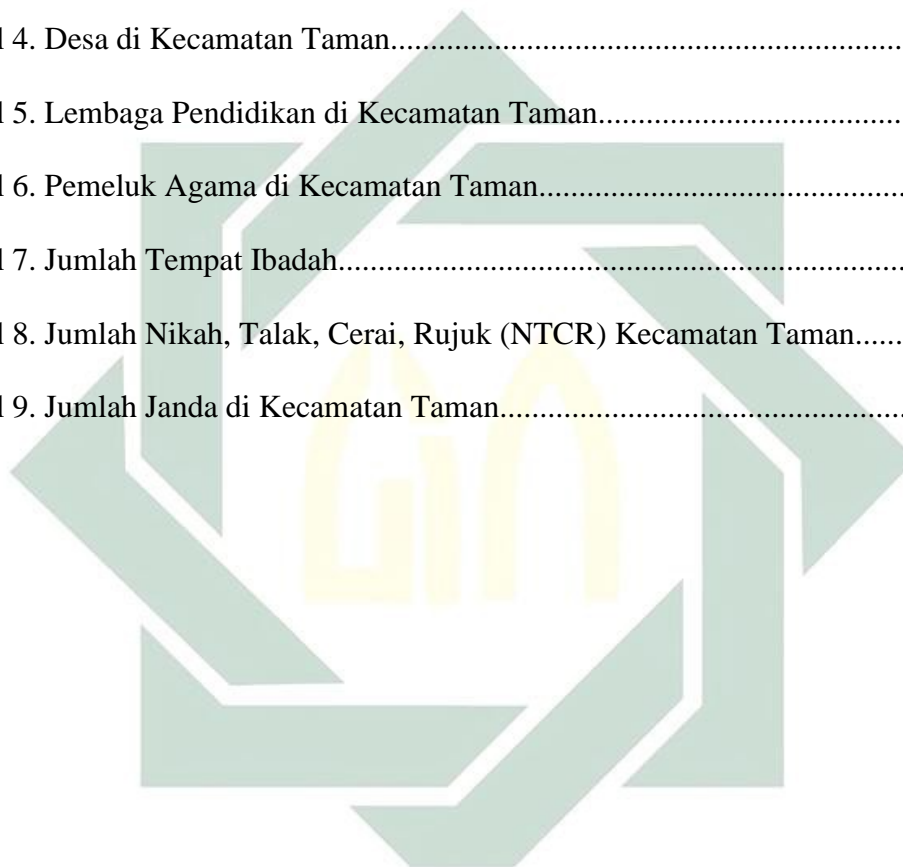 l 4. Desa di Kecamatan Taman................................................................
l 5. Lembaga Pendidikan di Kecamatan Taman......................................
l 6. Pemeluk Agama di Kecamatan Taman.............................................
l 7. Jumlah Tempat Ibadah.......................................................................
l 8. Jumlah Nikah, Talak, Cerai, Rujuk (NTCR) Kecamatan Taman......
l 9. Jumlah Janda di Kecamatan Taman..................................................